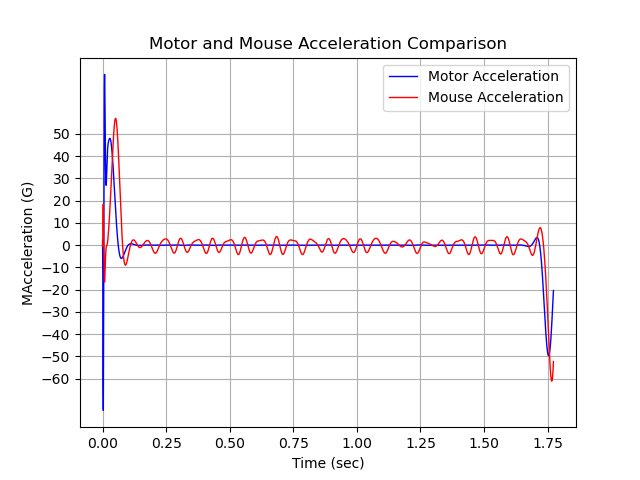 Motor and Mouse Acceleration Comparison
Motor Acceleration
Mouse Acceleration
MAcceleration (G)
50
40
30
20
10
0
−10
−20
−30
−40
−50
−60
0.00 0.25 0.50 0.75 1.00 1.25 1.50 1.75
Time (sec)